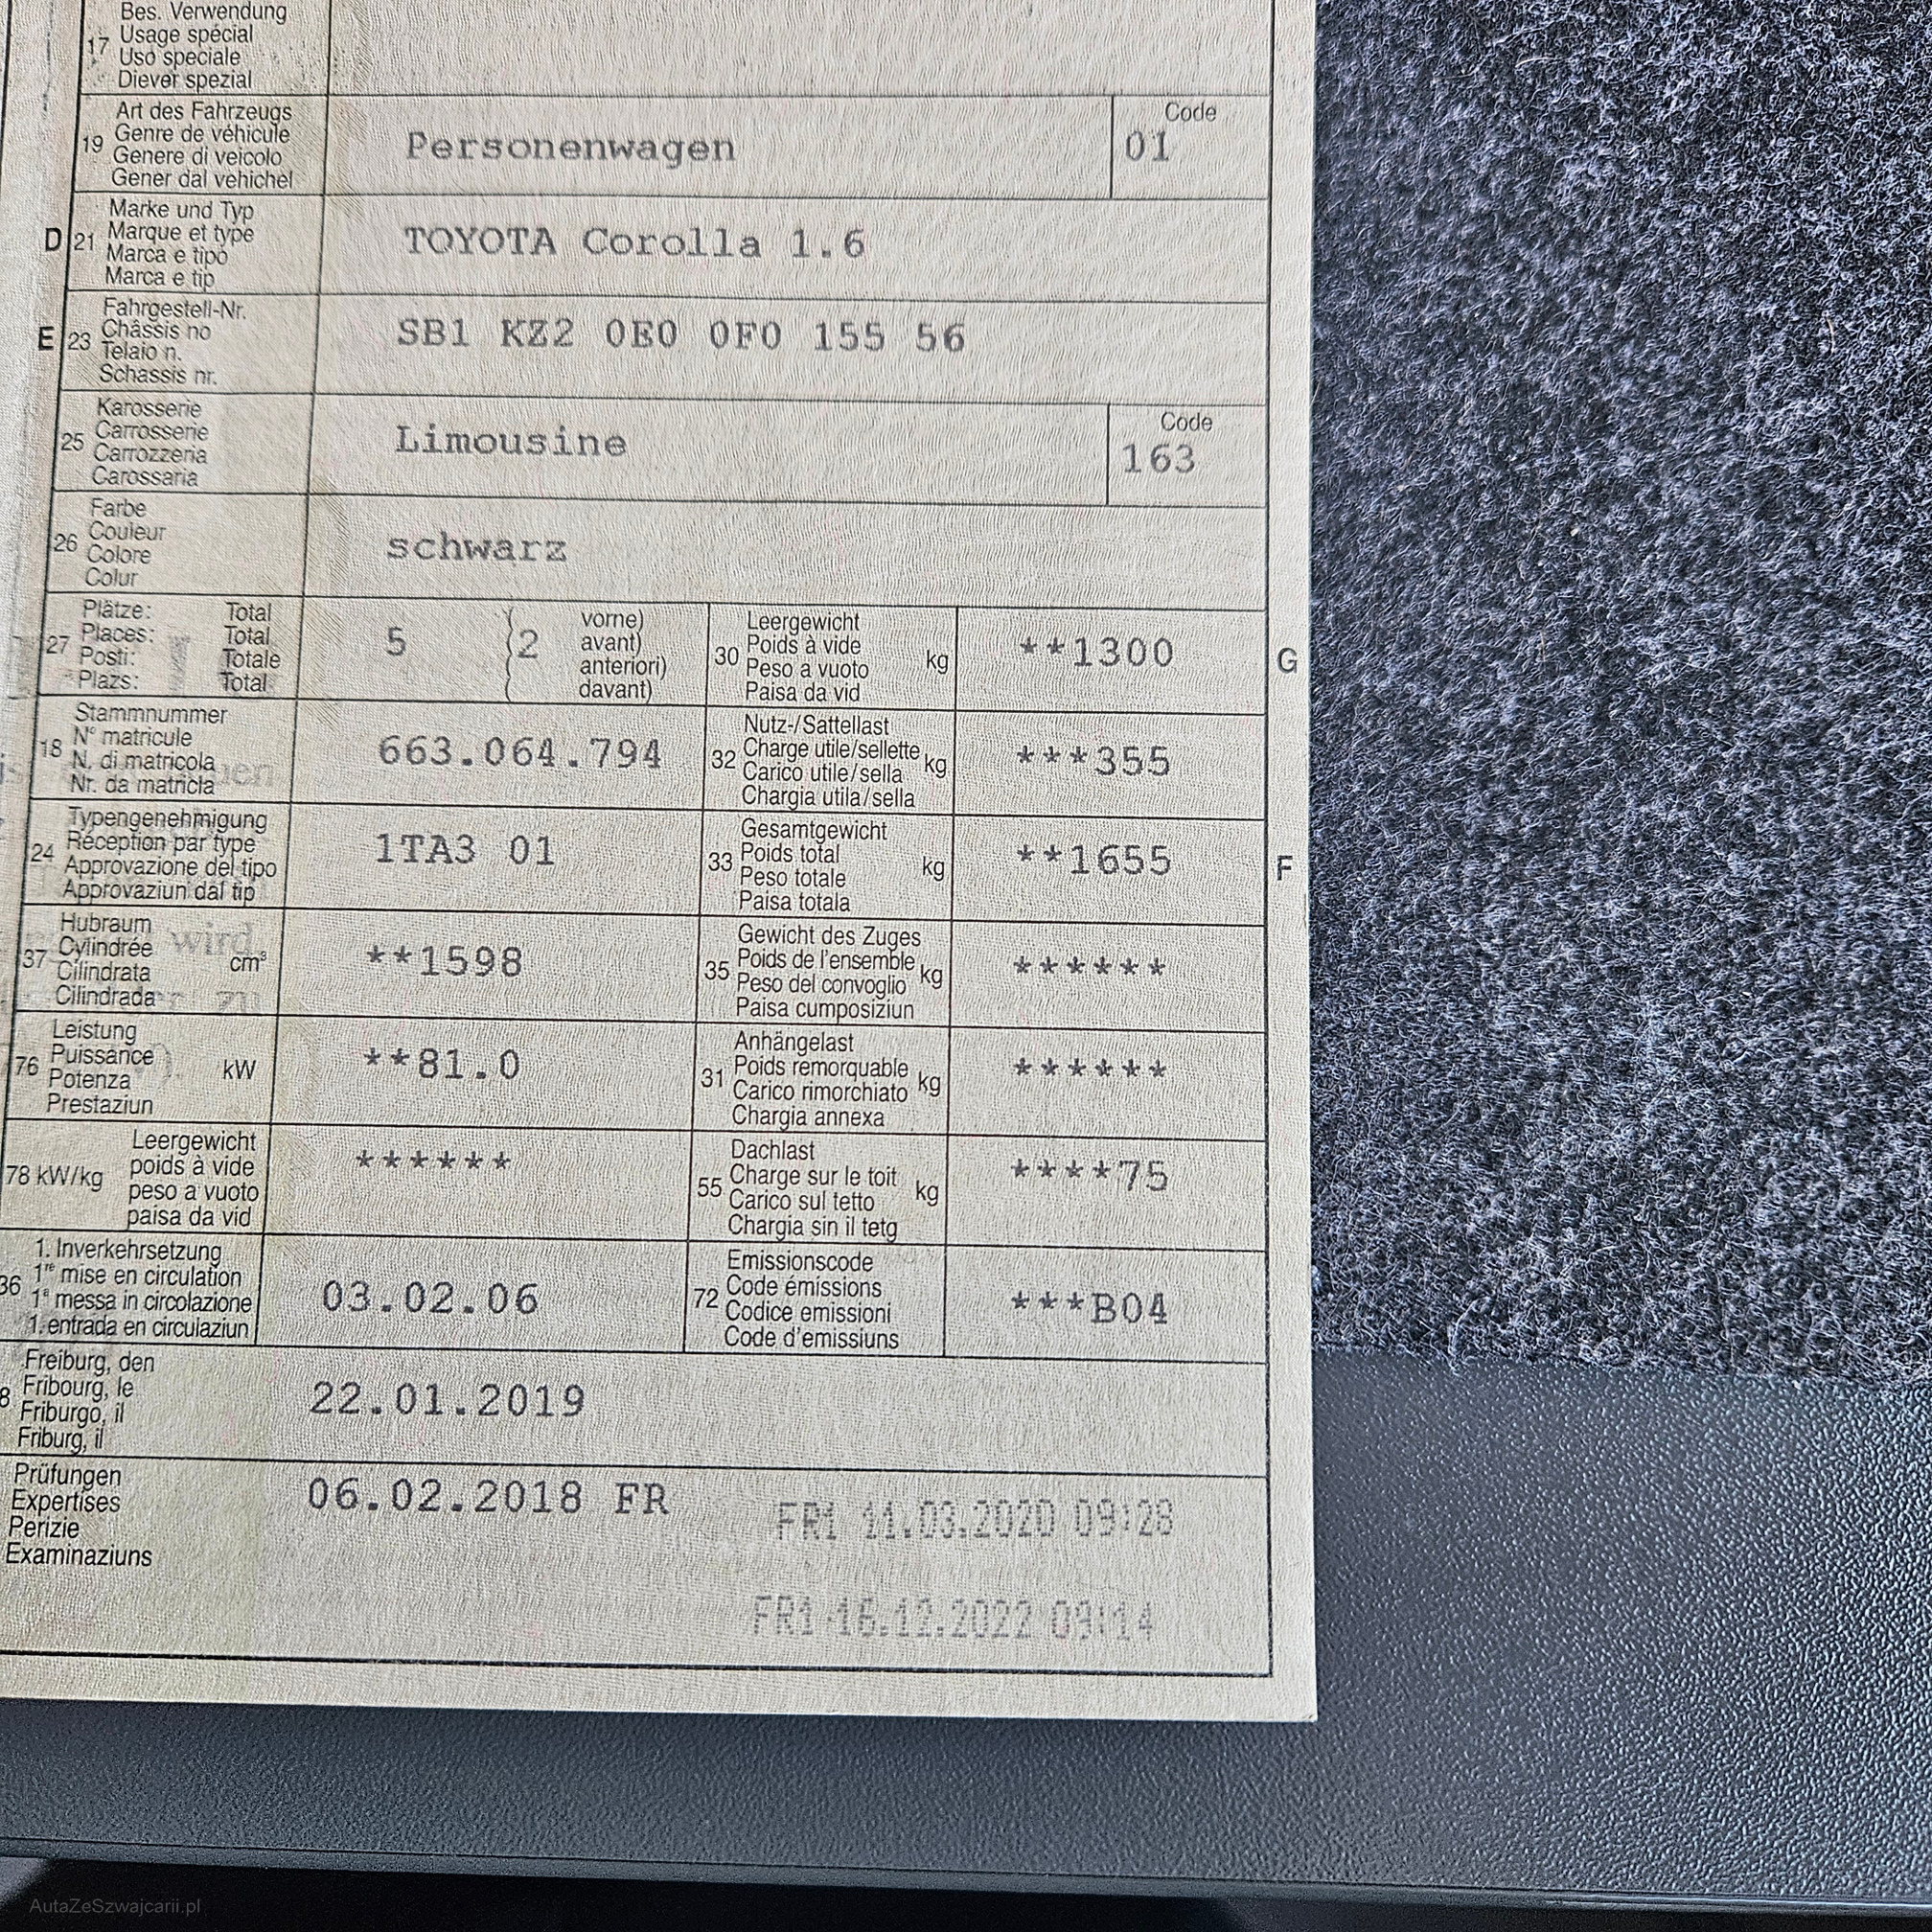 Bes. Verwendung
17 Usage spécial
Uso speciale
Diever spezial
Art des Fahrzeugs Code
19 Genre de véhicule Personenwagen 01
Genere di veicolo
Gener dal vehichel
Marke und Typ
D 21 Marque et type TOYOTA Corolla 1.6
Marca e tipo
Marca e tip
Fahrgestell-Nr.
E 23 Châssis no SB1 KZ2 0E0 0F0 155 56
Telaio n.
Schassis nr.
Karosserie Code
25 Carrosserie Limousine 163
Carrozzeria
Carossaria
Farbe
26 Couleur schwarz
Colore
Colur
Plätze: Total vorne) Leergewicht
27 Places: Total 5 (2 avant) 30 Poids à vide kg **1300 G
Posti: Totale anteriori) Peso a vuoto
Plazs: Total davant) Paisa da vid
Stammnummer Nutz-/Sattellast
18 N° matricule 663.064.794 32 Charge utile/sellette kg ***355
N. di matricola Carico utile/sella
Nr. da matricla Chargia utila/sella
Typengenehmigung Gesamtgewicht
24 Réception par type 1TA3 01 33 Poids total kg **1655 F
Approvazione del tipo Peso totale
Approvaziun dal tip Paisa totala
Hubraum Gewicht des Zuges
37 Cylindrée cm³ **1598 35 Poids de l'ensemble kg ******
Cilindrata Peso del convoglio
Cilindrada Paisa cumposiziun
Leistung Anhängelast
76 Puissance kW **81.0 31 Poids remorquable kg ******
Potenza Carico rimorchiato
Prestaziun Chargia annexa
Leergewicht Dachlast
78 kW/kg poids à vide ****** 55 Charge sur le toit kg ****75
peso a vuoto Carico sul tetto
paisa da vid Chargia sin il tetg
1. Inverkehrsetzung Emissionscode
36 1re mise en circulation 03.02.06 72 Code émissions ***B04
1a messa in circolazione Codice emissioni
1. entrada en circulaziun Code d'emissiuns
Freiburg, den
8 Fribourg, le 22.01.2019
Friburgo, il
Friburg, il
Prüfungen 06.02.2018 FR
Expertises FR1 11.03.2020 09:28
Perizie
Examinaziuns
FR1 16.12.2022 09:14
AutaZeSzwajcarii.pl